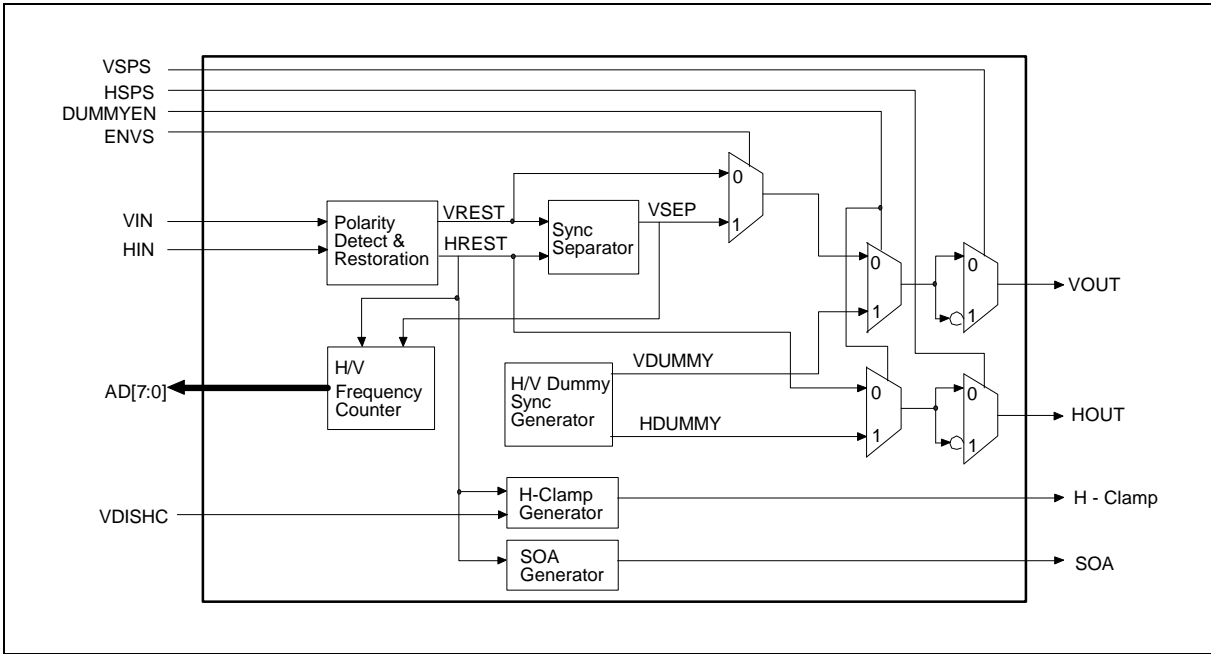 VSPS
HSPS
DUMMYEN
ENVS
0
1
VIN
HIN
Polarity
Detect &
Restoration
VREST
HREST
Sync
Separator
VSEP
0
1
0
1
VOUT
H/V
Frequency
Counter
AD[7:0]
H/V Dummy
Sync
Generator
VDUMMY
HDUMMY
0
1
0
1
HOUT
VDISHC
H-Clamp
Generator
H - Clamp
SOA
Generator
SOA